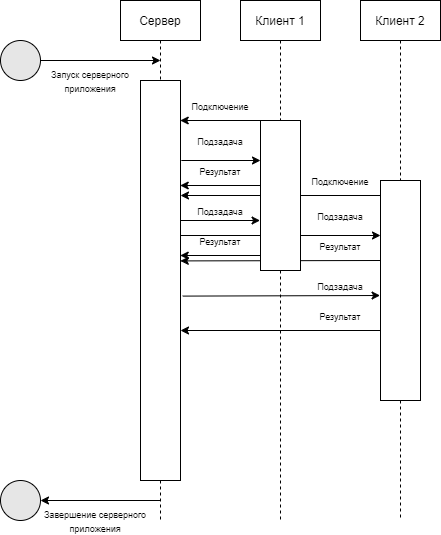 Сервер
Клиент 1
Клиент 2
Запуск серверного
приложения
Подключение
Подзадача
Результат
Подключение
Подзадача
Подзадача
Результат
Результат
Подзадача
Результат
Завершение серверного
приложения